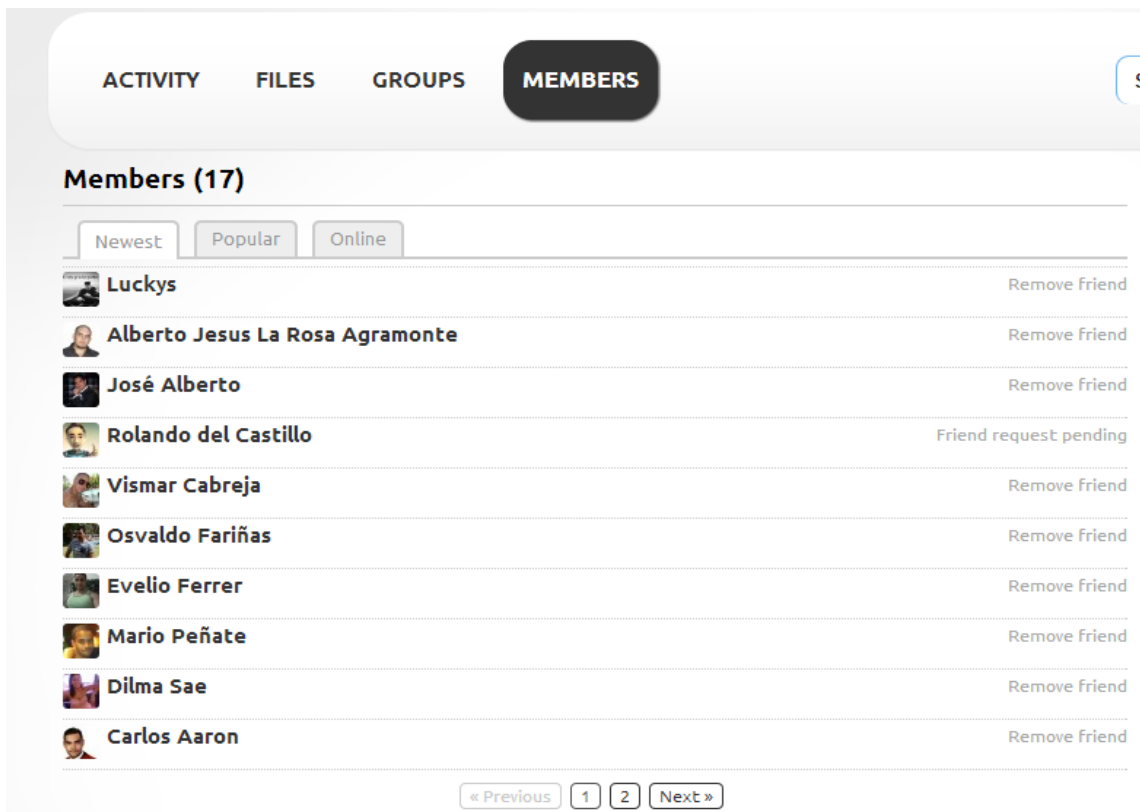 ACTIVITY FILES GROUPS MEMBERS S
Members (17)
Newest Popular Online
Luckys Remove friend
Alberto Jesus La Rosa Agramonte Remove friend
José Alberto Remove friend
Rolando del Castillo Friend request pending
Vismar Cabreja Remove friend
Osvaldo Fariñas Remove friend
Evelio Ferrer Remove friend
Mario Peñate Remove friend
Dilma Sae Remove friend
Carlos Aaron Remove friend
« Previous 1 2 Next »